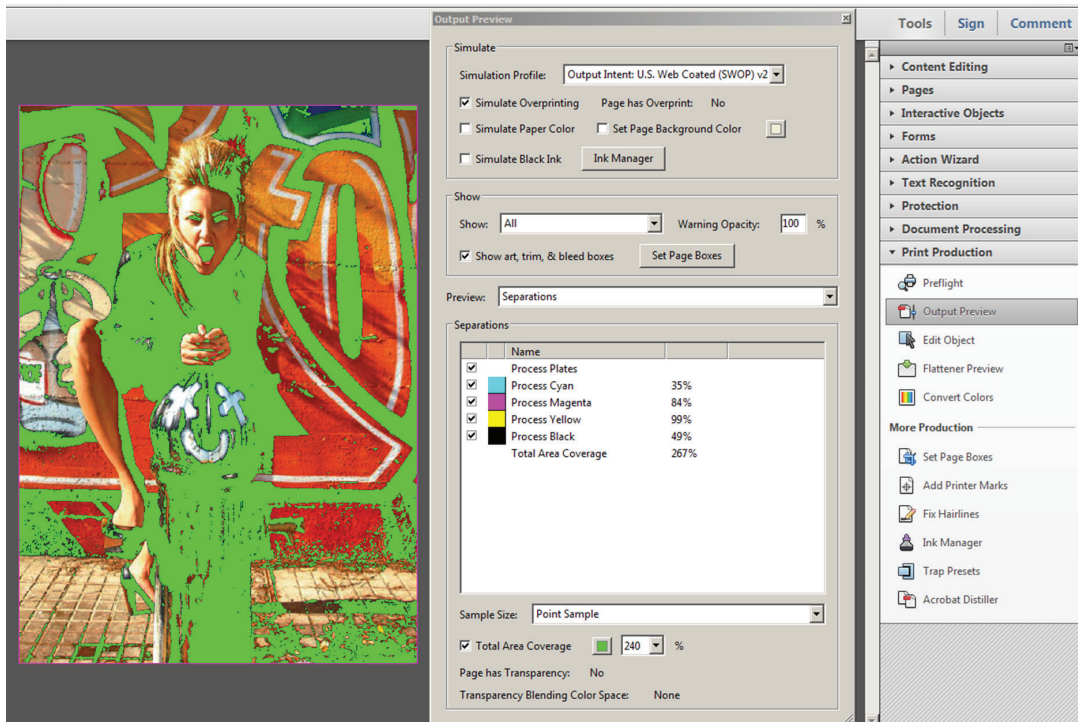 Output Preview
Tools Sign Comment
Simulate
Simulation Profile: Output Intent: U.S. Web Coated (SWOP) v2
Simulate Overprinting Page has Overprint: No
Simulate Paper Color Set Page Background Color
Simulate Black Ink Ink Manager
Show
Show: All Warning Opacity: 100 %
Show art, trim, & bleed boxes Set Page Boxes
Preview: Separations
Separations
Name
Process Plates
Process Cyan 35%
Process Magenta 84%
Process Yellow 99%
Process Black 49%
Total Area Coverage 267%
Sample Size: Point Sample
Total Area Coverage 240 %
Page has Transparency: No
Transparency Blending Color Space: None
Content Editing
Pages
Interactive Objects
Forms
Action Wizard
Text Recognition
Protection
Document Processing
Print Production
Preflight
Output Preview
Edit Object
Flattener Preview
Convert Colors
More Production
Set Page Boxes
Add Printer Marks
Fix Hairlines
Ink Manager
Trap Presets
Acrobat Distiller